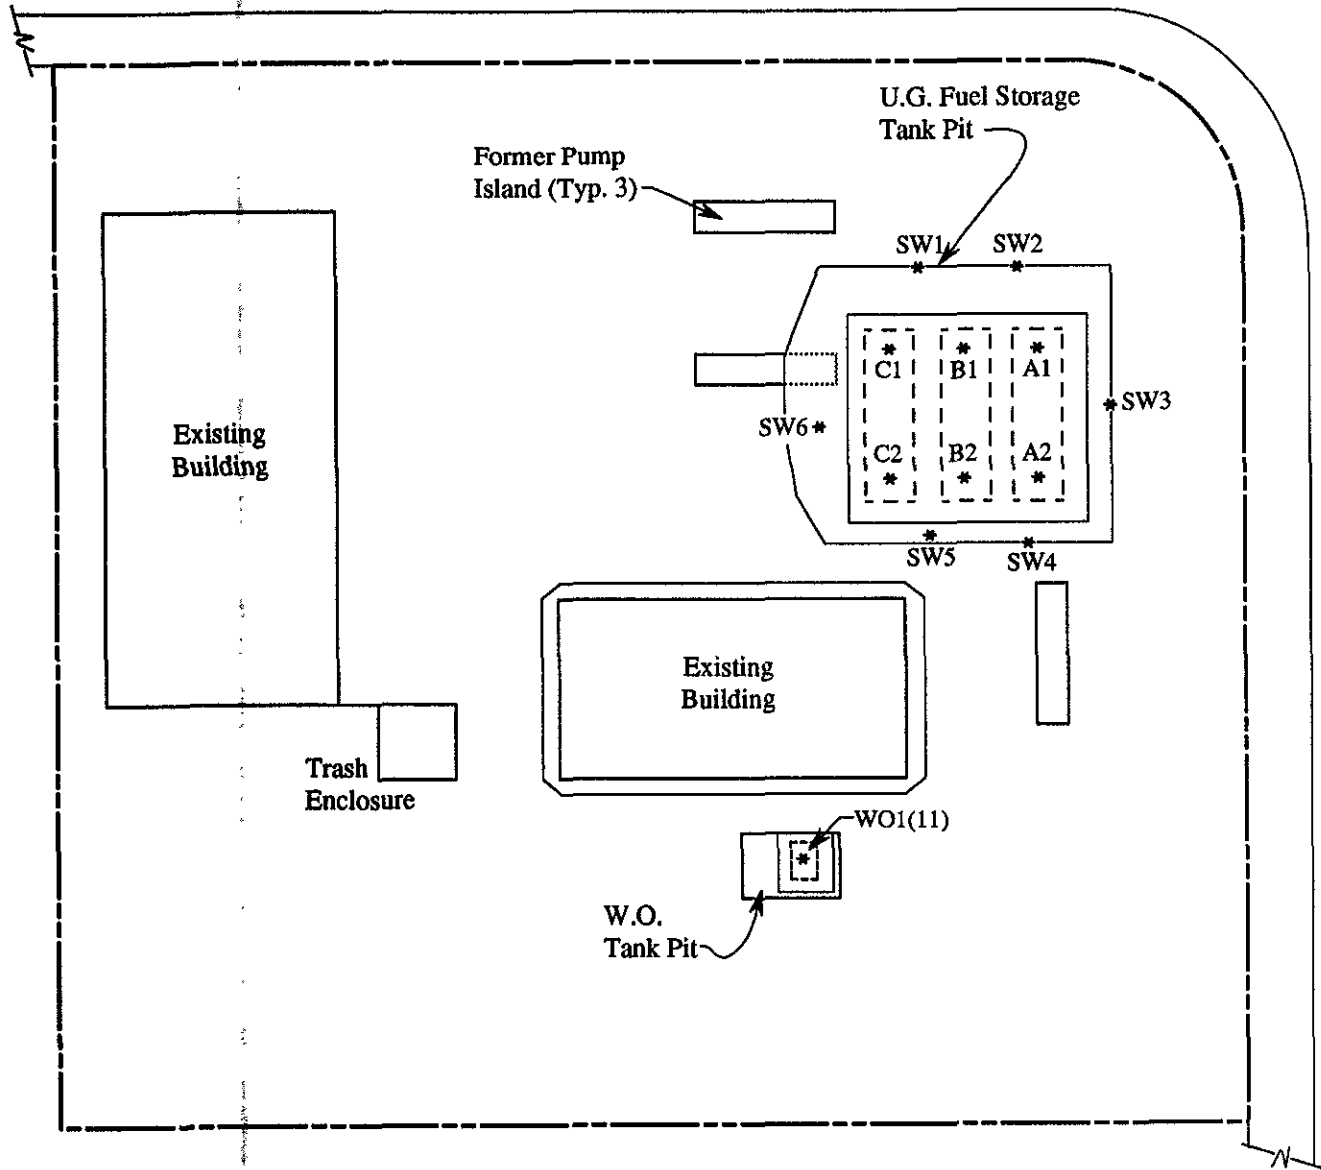 U.G. Fuel Storage
Tank Pit
Former Pump
Island (Typ. 3)
SW1
SW2
C1
B1
A1
SW3
SW6
C2
B2
A2
SW5
SW4
Existing
Building
Existing
Building
Trash
Enclosure
WO1(11)
W.O.
Tank Pit
N
N